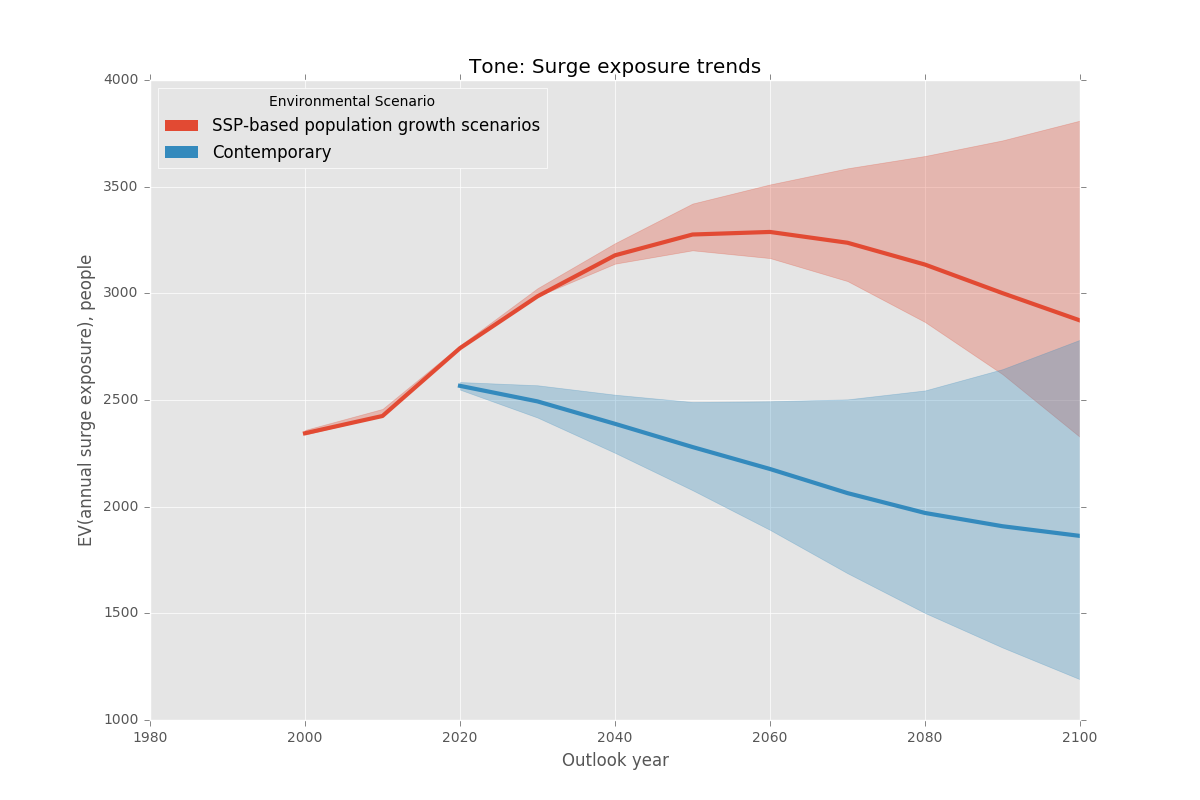 Tone: Surge exposure trends
Environmental Scenario
SSP-based population growth scenarios
Contemporary
EV(annual surge exposure), people
4000
3500
3000
2500
2000
1500
1000
1980 2000 2020 2040 2060 2080 2100
Outlook year